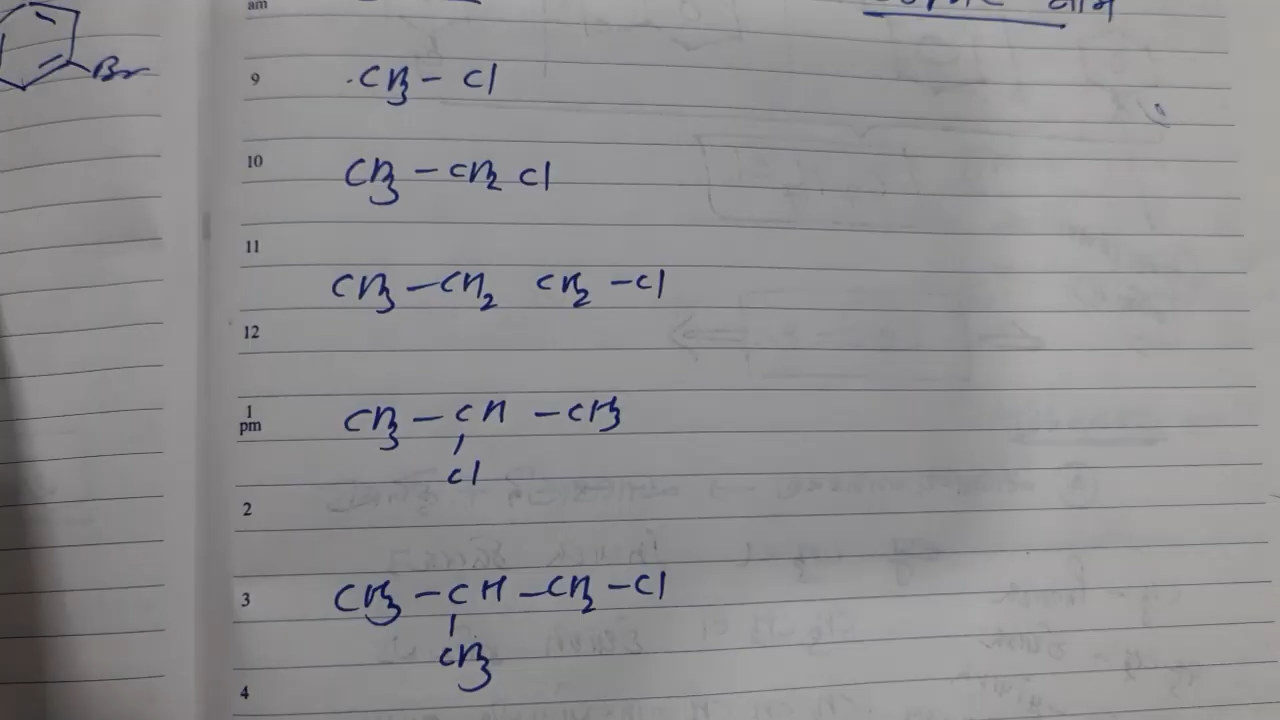 am
नाम
Br
9 CH3 - Cl
10 CH3 - CH2 Cl
11
CH3 - CH2 CH2 - Cl
12
1 pm CH3 - CH - CH3
Cl
2
3 CH3 - CH - CH2 - Cl
CH3
4